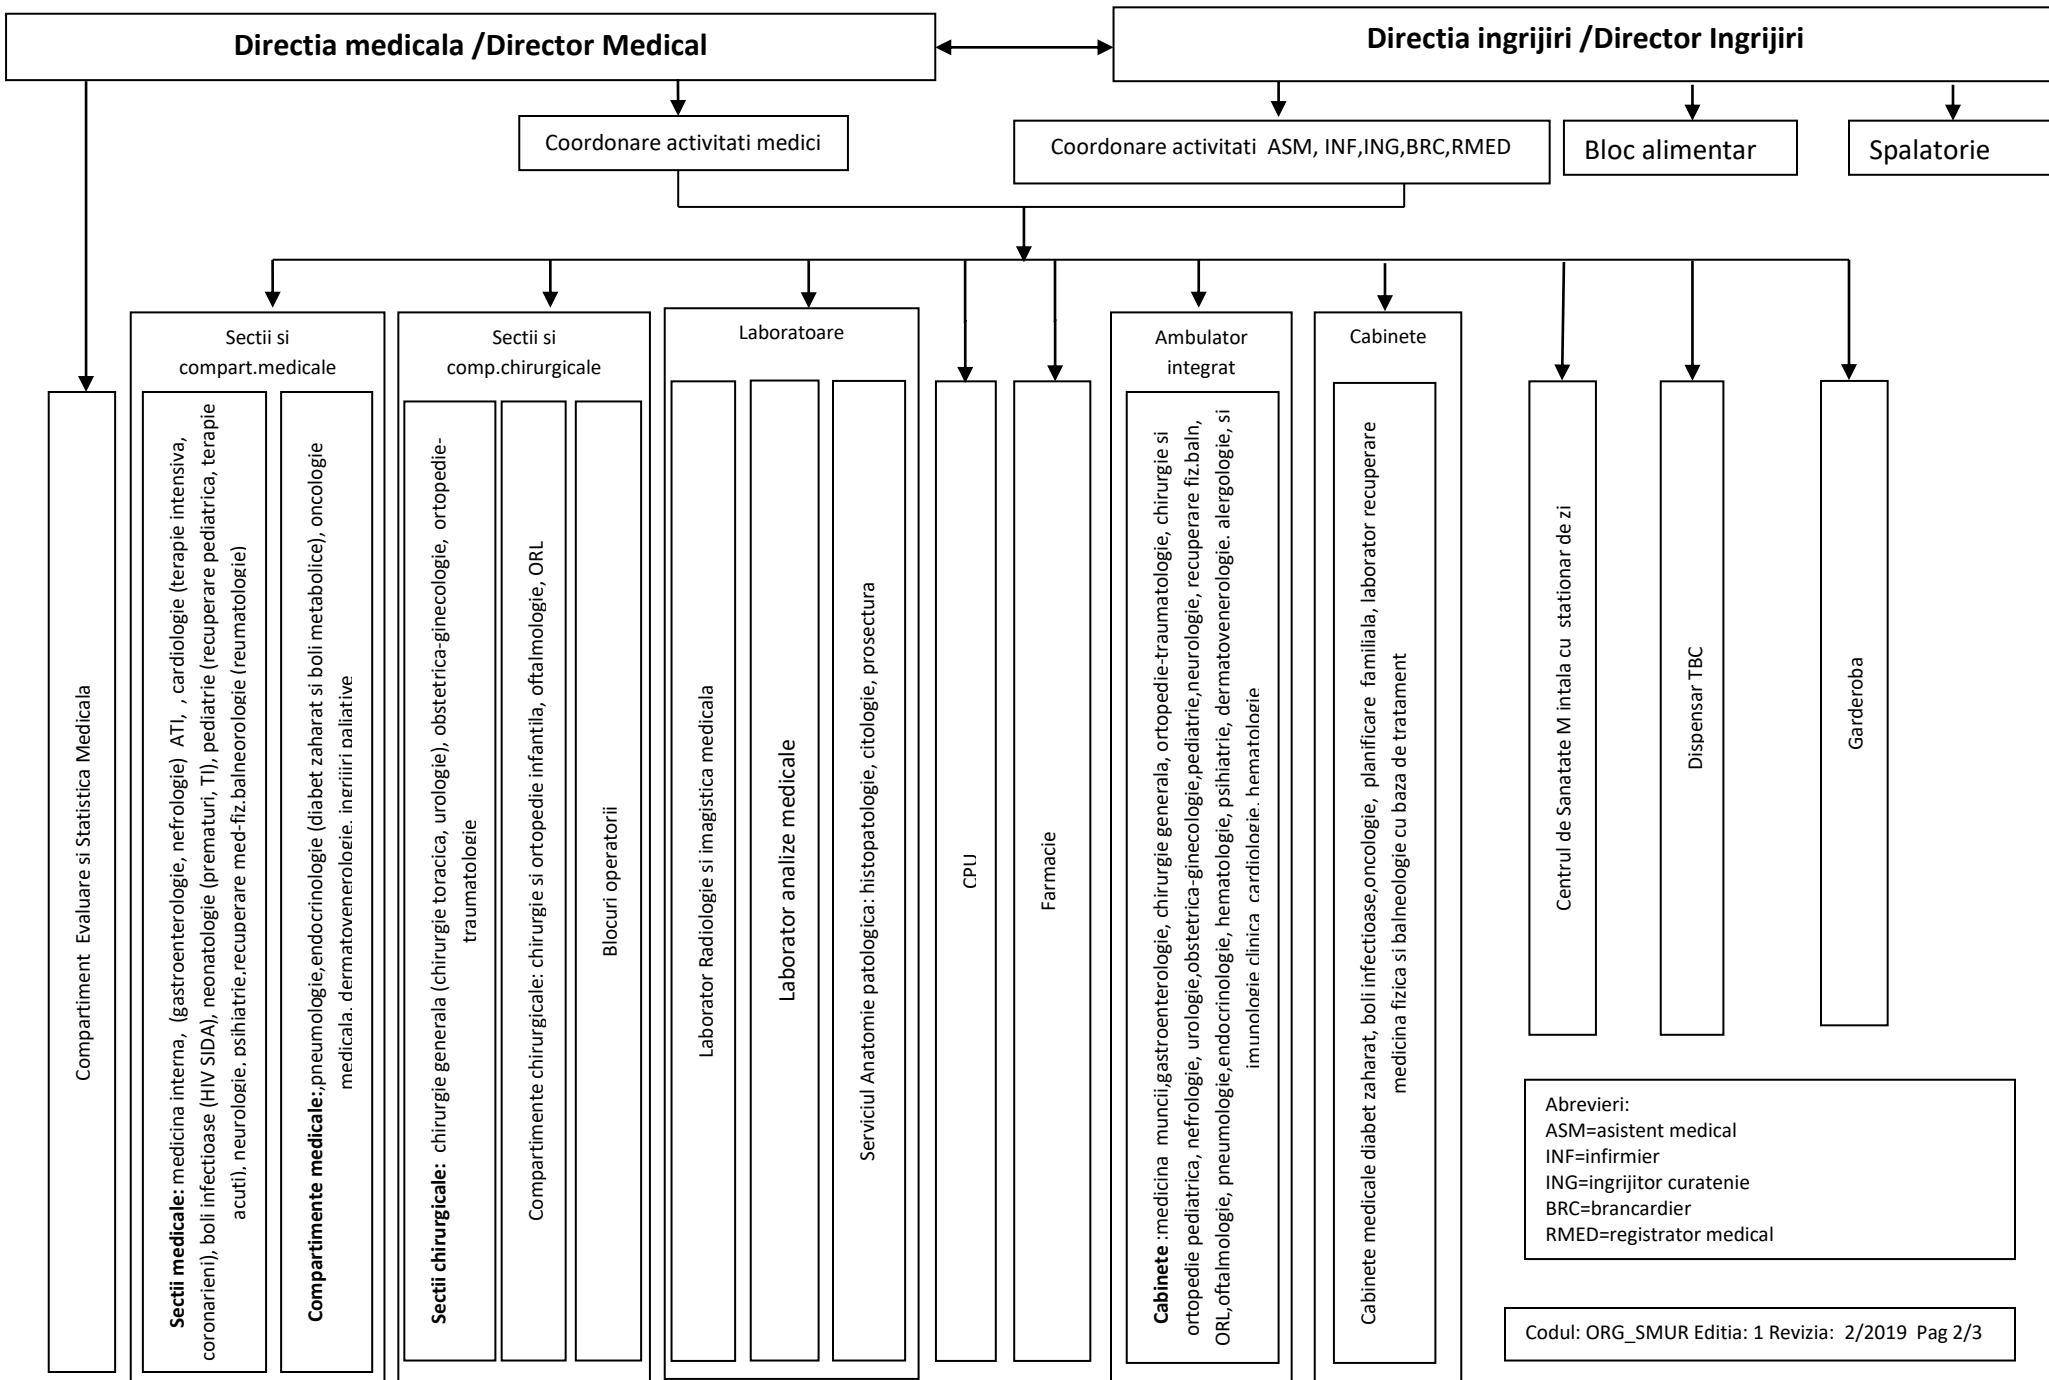 Directia medicala /Director Medical
Directia ingrijiri /Director Ingrijiri
Coordonare activitati medici
Coordonare activitati  ASM, INF,ING,BRC,RMED
Bloc alimentar
Spalatorie
Compartiment  Evaluare si Statistica Medicala
Sectii si
compart.medicale
Sectii medicale: medicina interna, (gastroenterologie, nefrologie)  ATI, , cardiologie (terapie intensiva,
coronarieni), boli infectioase (HIV SIDA), neonatologie (prematuri, TI), pediatrie (recuperare pediatrica, terapie
acuti), neurologie, psihiatrie,recuperare med-fiz.balneorologie (reumatologie)
Compartimente medicale:,pneumologie,endocrinologie (diabet zaharat si boli metabolice), oncologie
medicala, dermatovenerologie, ingrijiri paliative
Sectii si
comp.chirurgicale
Sectii chirurgicale:  chirurgie generala (chirurgie toracica, urologie), obstetrica-ginecologie, ortopedie-
traumatologie
Compartimente chirurgicale: chirurgie si ortopedie infantila, oftalmologie, ORL
Blocuri operatorii
Laboratoare
Laborator Radiologie si imagistica medicala
Laborator analize medicale
Serviciul Anatomie patologica: histopatologie, citologie, prosectura
CPU
Farmacie
Ambulator
integrat
Cabinete :medicina  muncii,gastroenterologie, chirurgie generala, ortopedie-traumatologie, chirurgie si
ortopedie pediatrica, nefrologie, urologie,obstetrica-ginecologie,pediatrie,neurologie, recuperare fiz.baln,
ORL,oftalmologie, pneumologie,endocrinologie, hematologie, psihiatrie, dermatovenerologie. alergologie, si
imunologie clinica, cardiologie, hematologie
Cabinete
Cabinete medicale diabet zaharat, boli infectioase,oncologie,  planificare  familiala, laborator recuperare
medicina fizica si balneologie cu baza de tratament
Centrul de Sanatate M intala cu  stationar de zi
Dispensar TBC
Garderoba
Abrevieri:
ASM=asistent medical
INF=infirmier
ING=ingrijitor curatenie
BRC=brancardier
RMED=registrator medical
Codul: ORG_SMUR Editia: 1 Revizia:  2/2019  Pag 2/3